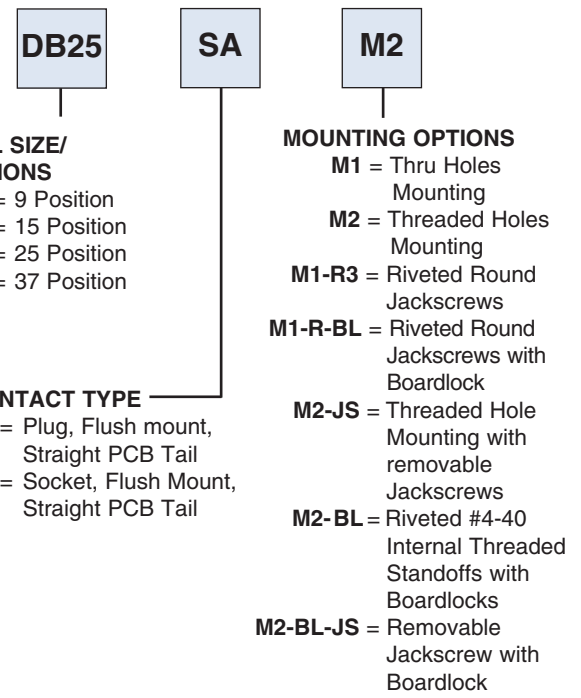 DB25 SA M2
SIZE/
= 9 Position
= 15 Position
= 25 Position
= 37 Position
TYPE
= Plug, Flush mount,
Straight PCB Tail
= Socket, Flush Mount,
Straight PCB Tail
MOUNTING OPTIONS
M1 = Thru Holes
Mounting
M2 = Threaded Holes
Mounting
M1-R3 = Riveted Round
Jackscrews
M1-R-BL = Riveted Round
Jackscrews with
Boardlock
M2-JS = Threaded Hole
Mounting with
removable
Jackscrews
M2-BL = Riveted #4-40
Internal Threaded
Standoffs with
Boardlocks
M2-BL-JS = Removable
Jackscrew with
Boardlock